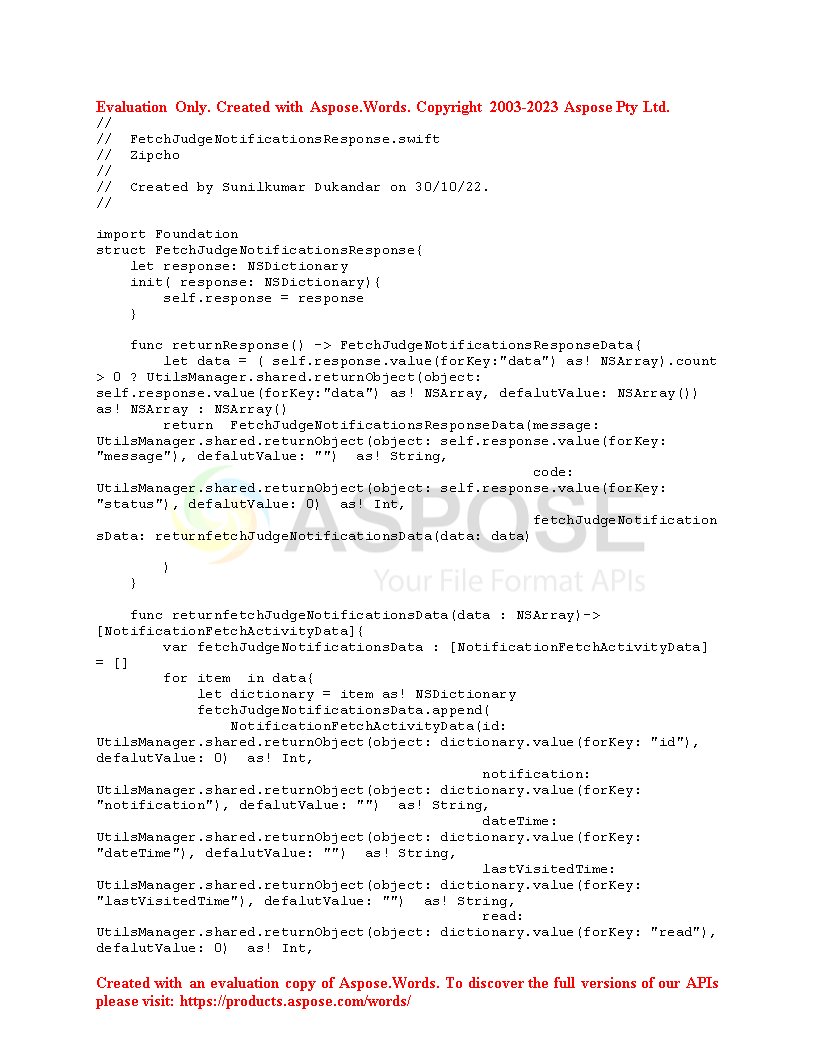 Evaluation Only. Created with Aspose.Words. Copyright 2003-2023 Aspose Pty Ltd.
//
//  FetchJudgeNotificationsResponse.swift
//  Zipcho
//
//  Created by Sunilkumar Dukandar on 30/10/22.
//
import Foundation
struct FetchJudgeNotificationsResponse{
    let response: NSDictionary
    init( response: NSDictionary){
        self.response = response
    }
    func returnResponse() -> FetchJudgeNotificationsResponseData{
        let data = ( self.response.value(forKey:"data") as! NSArray).count
> 0 ? UtilsManager.shared.returnObject(object:
self.response.value(forKey:"data") as! NSArray, defalutValue: NSArray())
as! NSArray : NSArray()
        return  FetchJudgeNotificationsResponseData(message:
UtilsManager.shared.returnObject(object: self.response.value(forKey:
"message"), defalutValue: "")  as! String,
                                                    code:
UtilsManager.shared.returnObject(object: self.response.value(forKey:
"status"), defalutValue: 0)  as! Int,
                                                    fetchJudgeNotification
sData: returnfetchJudgeNotificationsData(data: data)
        )
    }
ASPOSE
Your File Format APIs
    func returnfetchJudgeNotificationsData(data : NSArray)->
[NotificationFetchActivityData]{
        var fetchJudgeNotificationsData : [NotificationFetchActivityData]
= []
        for item  in data{
            let dictionary = item as! NSDictionary
            fetchJudgeNotificationsData.append(
                NotificationFetchActivityData(id:
UtilsManager.shared.returnObject(object: dictionary.value(forKey: "id"),
defalutValue: 0)  as! Int,
                                              notification:
UtilsManager.shared.returnObject(object: dictionary.value(forKey:
"notification"), defalutValue: "")  as! String,
                                              dateTime:
UtilsManager.shared.returnObject(object: dictionary.value(forKey:
"dateTime"), defalutValue: "")  as! String,
                                              lastVisitedTime:
UtilsManager.shared.returnObject(object: dictionary.value(forKey:
"lastVisitedTime"), defalutValue: "")  as! String,
                                              read:
UtilsManager.shared.returnObject(object: dictionary.value(forKey: "read"),
defalutValue: 0)  as! Int,
Created with an evaluation copy of Aspose.Words. To discover the full versions of our APIs
please visit: https://products.aspose.com/words/